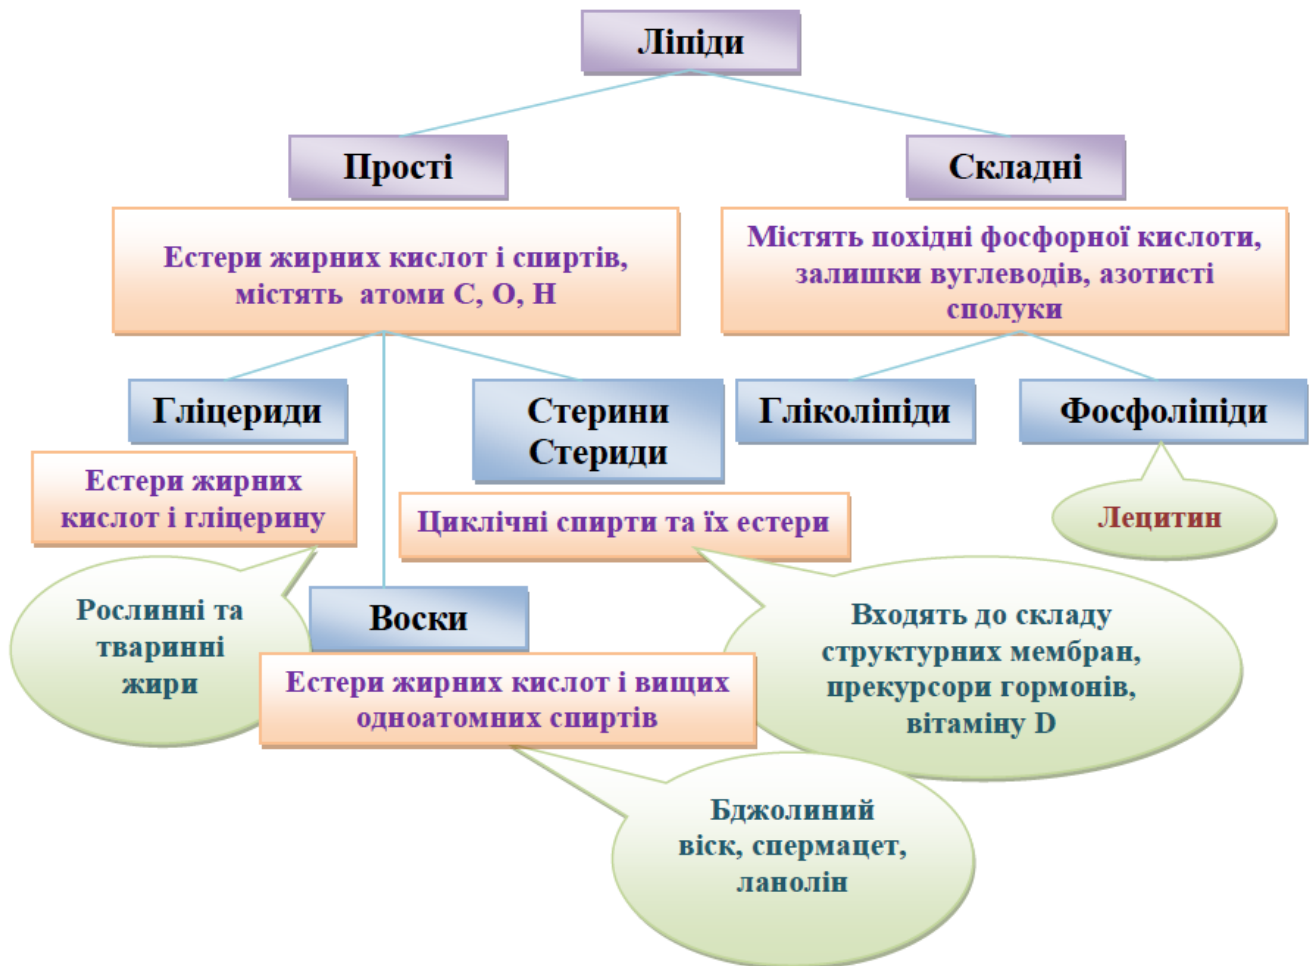 Ліпіди
Прості
Складні
Естери жирних кислот і спиртів,
містять атоми С, О, Н
Містять похідні фосфорної кислоти,
залишки вуглеводів, азотисті
сполуки
Гліцериди
Стерини
Стериди
Гліколіпіди
Фосфоліпіди
Естери жирних
кислот і гліцерину
Циклічні спирти та їх естери
Лецитин
Рослинні та
тваринні
жири
Воски
Естери жирних кислот і вищих
одноатомних спиртів
Входять до складу
структурних мембран,
прекурсори гормонів,
вітаміну D
Бджолиний
віск, спермацет,
ланолін